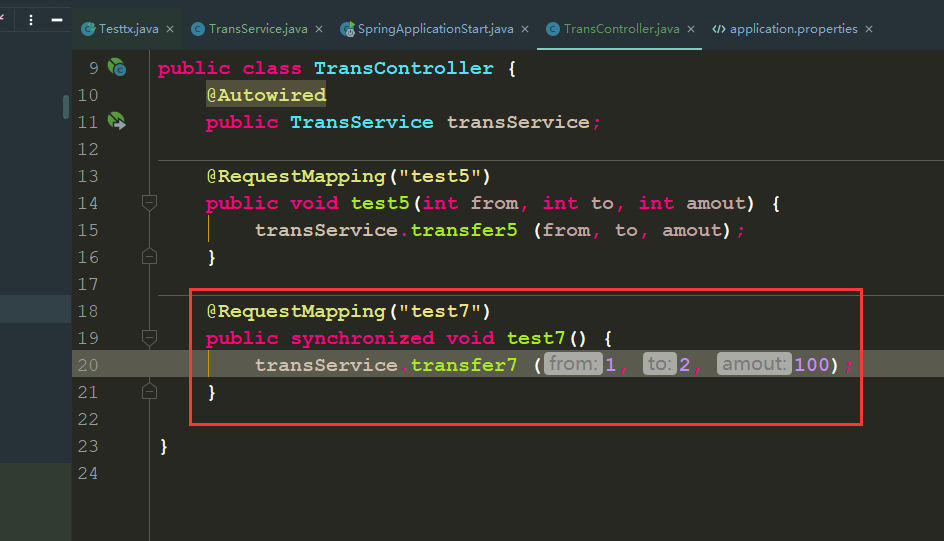 Testtx.java × TransService.java × SpringApplicationStart.java × TransController.java × application.properties ×
9 public class TransController {
10 @Autowired
11 public TransService transService;
12
13 @RequestMapping("test5")
14 public void test5(int from, int to, int amout) {
15 transService.transfer5 (from, to, amout);
16 }
17
18 @RequestMapping("test7")
19 public synchronized void test7() {
20 transService.transfer7 (from: 1, to: 2, amout: 100);
21 }
22
23 }
24